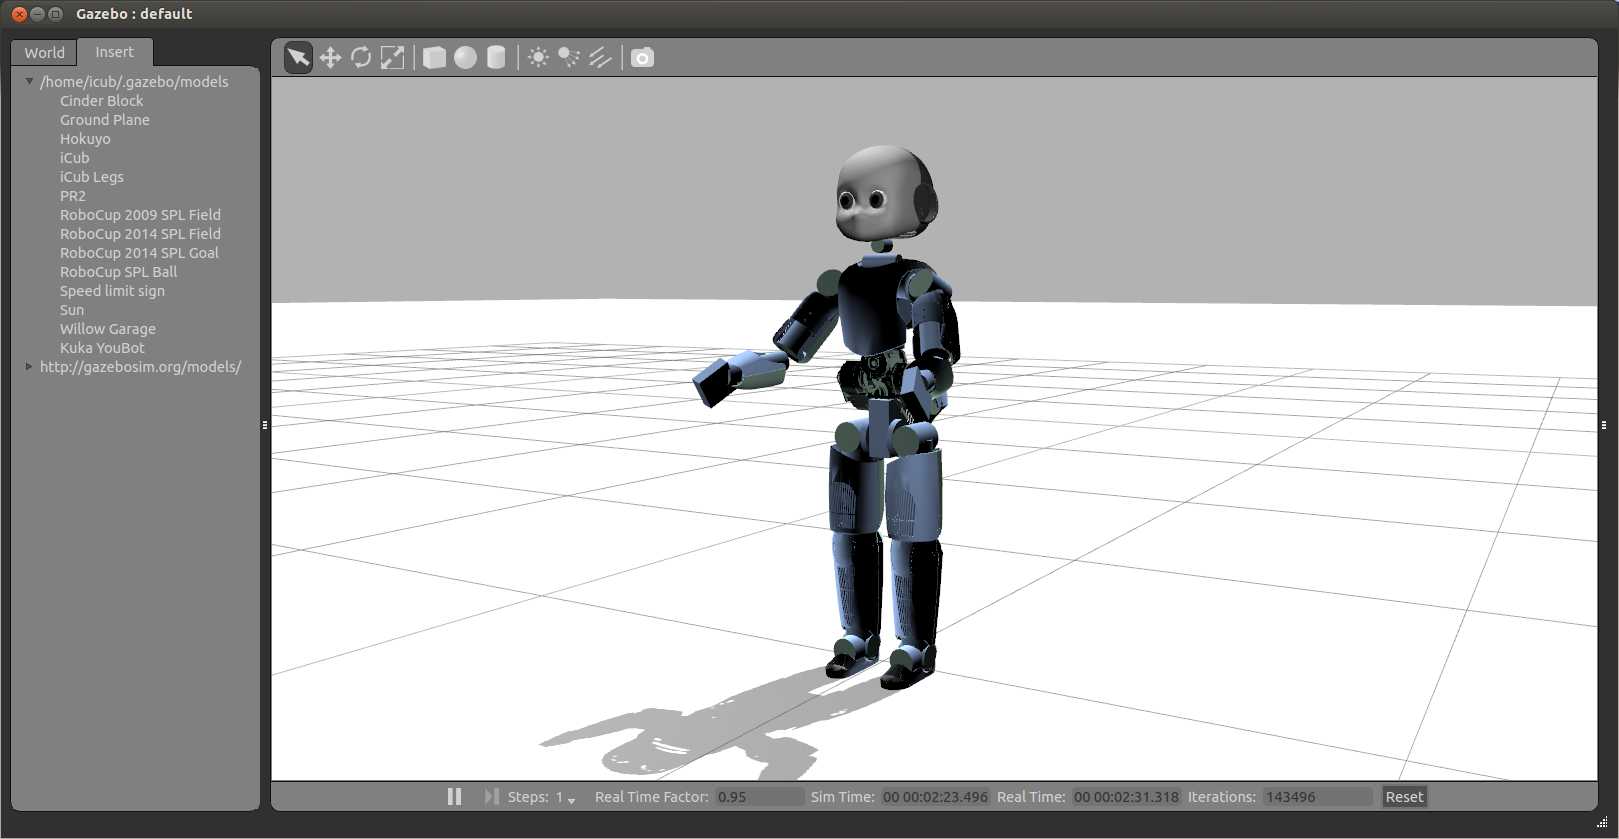 Gazebo : default
World Insert
/home/icub/.gazebo/models
Cinder Block
Ground Plane
Hokuyo
iCub
iCub Legs
PR2
RoboCup 2009 SPL Field
RoboCup 2014 SPL Field
RoboCup 2014 SPL Goal
RoboCup SPL Ball
Speed limit sign
Sun
Willow Garage
Kuka YouBot
http://gazebosim.org/models/
Steps: 1 Real Time Factor: 0.95 Sim Time: 00 00:02:23.496 Real Time: 00 00:02:31.318 Iterations: 143496 Reset